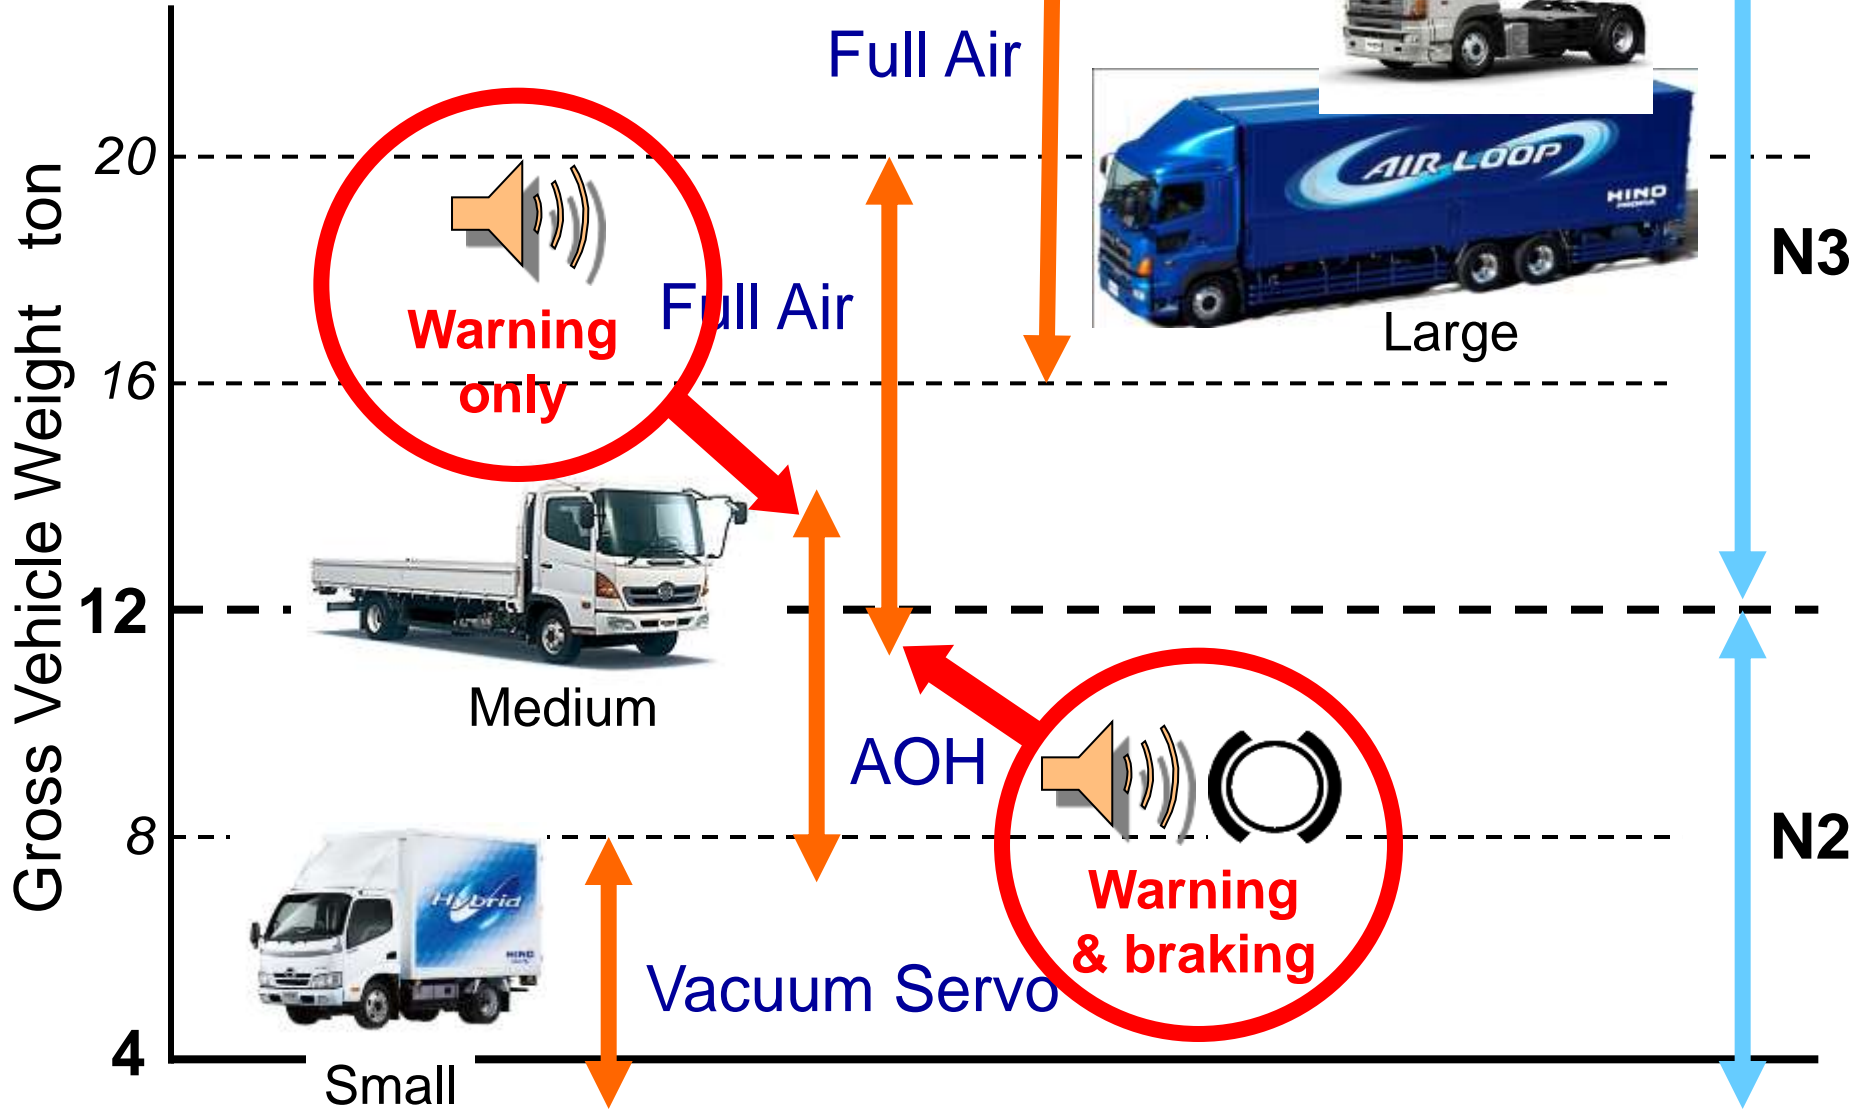 Full Air
20
AIR LOOP
HINO
N3
Gross Vehicle Weight ton
Full Air
Warning
only
Large
16
12
Medium
AOH
8
N2
Hybrid
HINO
Warning
& braking
Vacuum Servo
4
Small